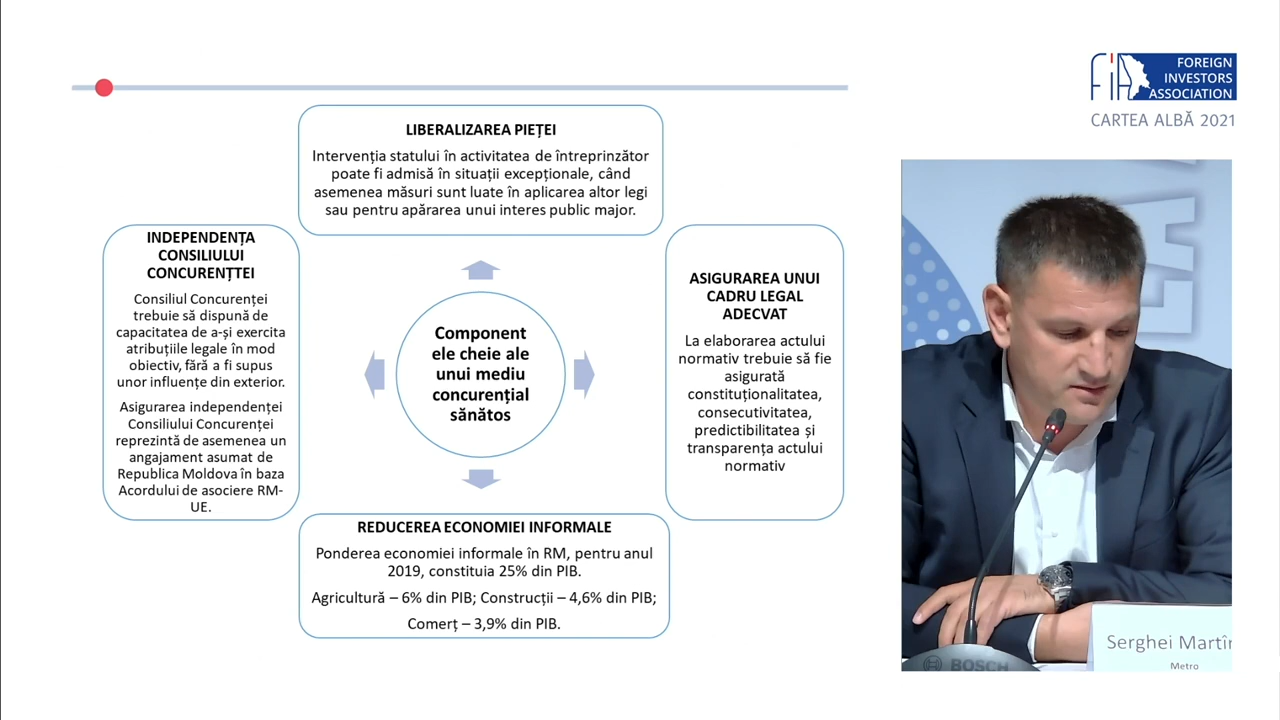 FIA
FOREIGN
INVESTORS
ASSOCIATION
CARTEA ALBĂ 2021
LIBERALIZAREA PIEȚEI
Intervenția statului în activitatea de întreprinzător
poate fi admisă în situații excepționale, când
asemenea măsuri sunt luate în aplicarea altor legi
sau pentru apărarea unui interes public major.
INDEPENDENȚA
CONSILIULUI
CONCURENȚTEI
Consiliul Concurenței
trebuie să dispună de
capacitatea de a-și exercita
atribuțiile legale în mod
obiectiv, fără a fi supus
unor influențe din exterior.
Asigurarea independenței
Consiliului Concurenței
reprezintă de asemenea un
angajament asumat de
Republica Moldova în baza
Acordului de asociere RM-
UE.
Component
ele cheie ale
unui mediu
concurențial
sănătos
ASIGURAREA UNUI
CADRU LEGAL
ADECVAT
La elaborarea actului
normativ trebuie să fie
asigurată
constituționalitatea,
consecutivitatea,
predictibilitatea și
transparența actului
normativ
REDUCEREA ECONOMIEI INFORMALE
Ponderea economiei informale în RM, pentru anul
2019, constituia 25% din PIB.
Agricultură – 6% din PIB; Construcții – 4,6% din PIB;
Comerț – 3,9% din PIB.
Serghei Martîn
Metro
BOSCH